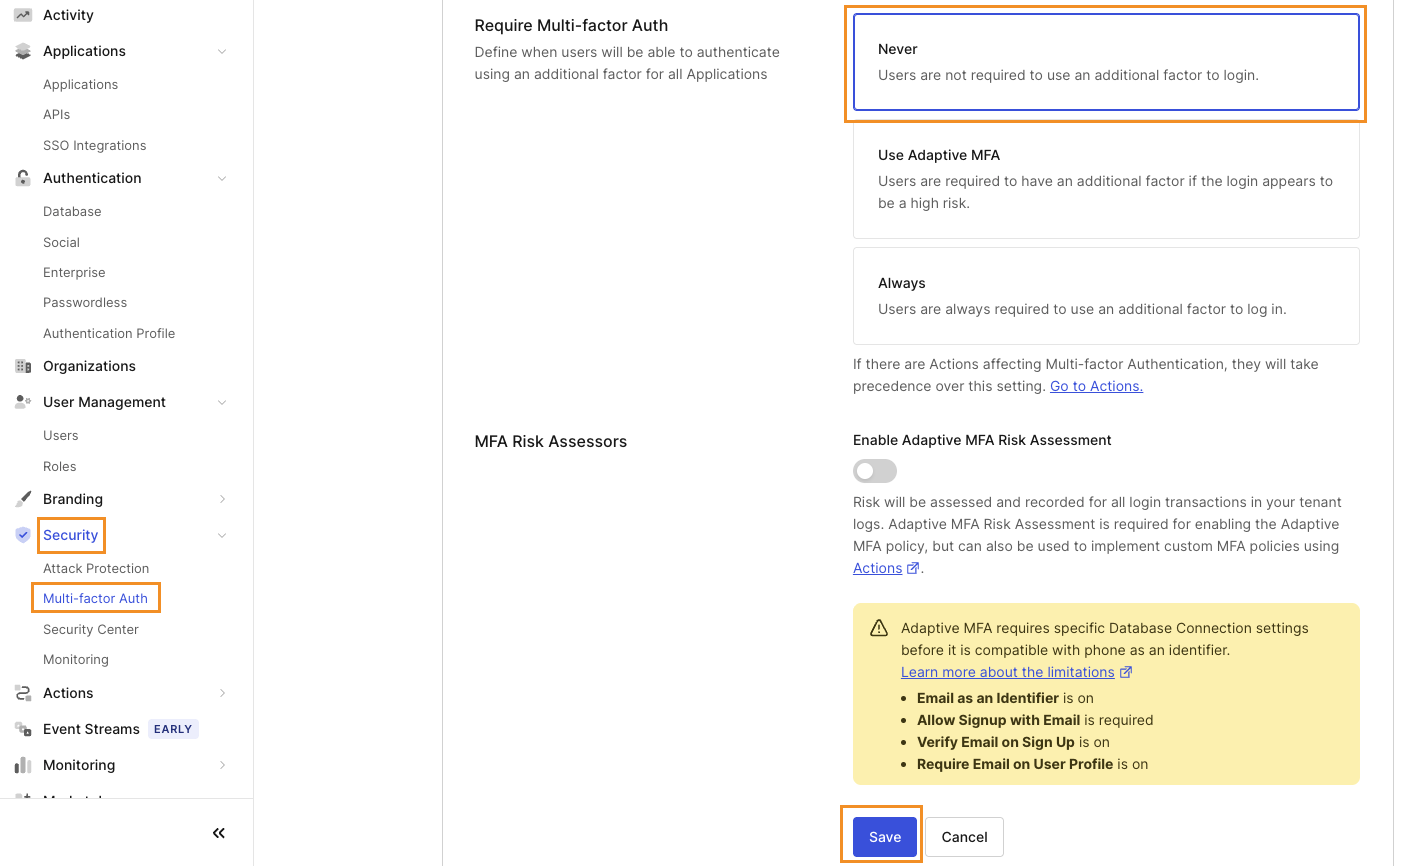 Activity
Applications
Applications
APIs
SSO Integrations
Authentication
Database
Social
Enterprise
Passwordless
Authentication Profile
Organizations
User Management
Users
Roles
Branding
Security
Attack Protection
Multi-factor Auth
Security Center
Monitoring
Actions
Event Streams EARLY
Monitoring
Require Multi-factor Auth
Define when users will be able to authenticate
using an additional factor for all Applications
Never
Users are not required to use an additional factor to login.
Use Adaptive MFA
Users are required to have an additional factor if the login appears to
be a high risk.
Always
Users are always required to use an additional factor to log in.
If there are Actions affecting Multi-factor Authentication, they will take
precedence over this setting. Go to Actions.
MFA Risk Assessors
Enable Adaptive MFA Risk Assessment
Risk will be assessed and recorded for all login transactions in your tenant
logs. Adaptive MFA Risk Assessment is required for enabling the Adaptive
MFA policy, but can also be used to implement custom MFA policies using
Actions.
Adaptive MFA requires specific Database Connection settings
before it is compatible with phone as an identifier.
Learn more about the limitations
• Email as an Identifier is on
• Allow Signup with Email is required
• Verify Email on Sign Up is on
• Require Email on User Profile is on
Save Cancel